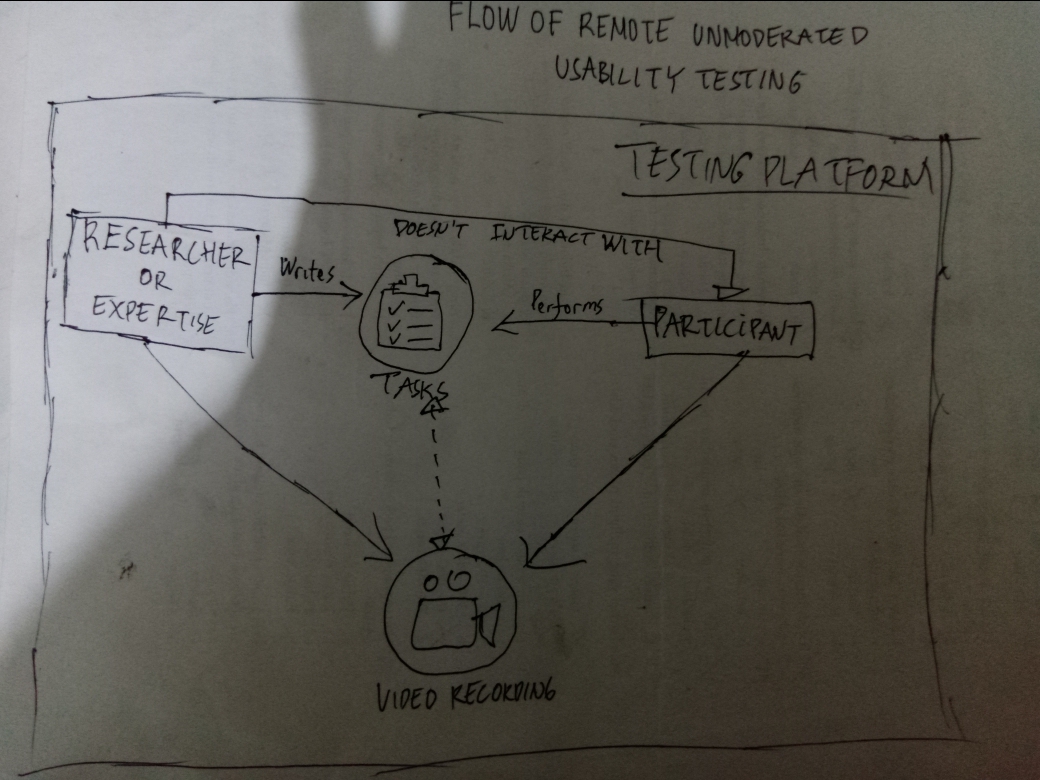 FLOW OF REMOTE UNMODERATED
USABILITY TESTING
TESTING PLATFORM
DOESN'T INTERACT WITH
RESEARCHER
OR
EXPERTISE
Writes
Performs
PARTICIPANT
TASKS
VIDEO RECORDING